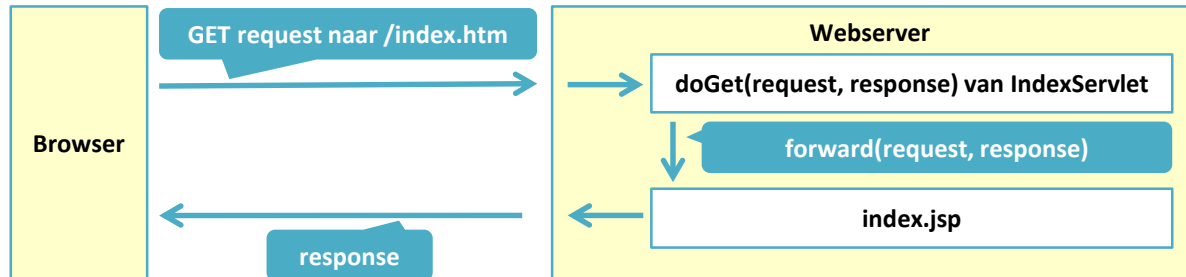 GET request naar /index.htm
Webserver
doGet(request, response) van IndexServlet
Browser
forward(request, response)
index.jsp
response